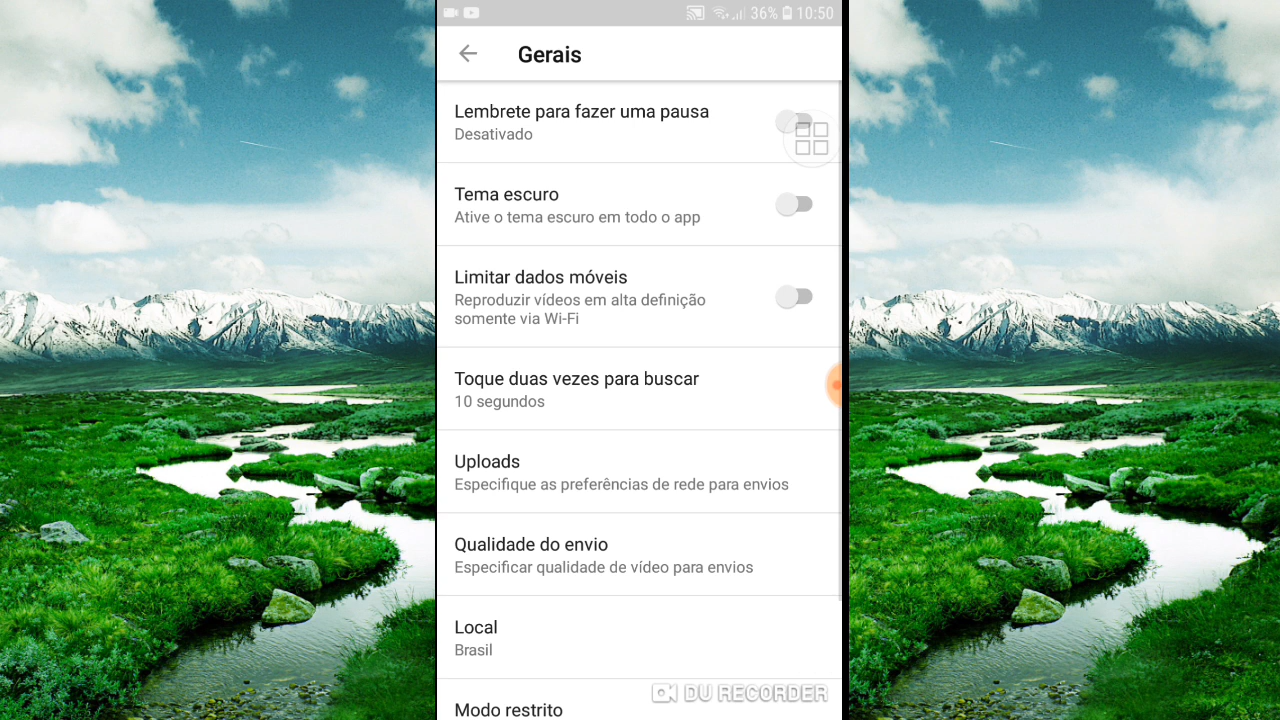 36% 10:50
Gerais
Lembrete para fazer uma pausa
Desativado
Tema escuro
Ative o tema escuro em todo o app
Limitar dados móveis
Reproduzir vídeos em alta definição
somente via Wi-Fi
Toque duas vezes para buscar
10 segundos
Uploads
Especifique as preferências de rede para envios
Qualidade do envio
Especificar qualidade de vídeo para envios
Local
Brasil
DU RECORDER
Modo restrito